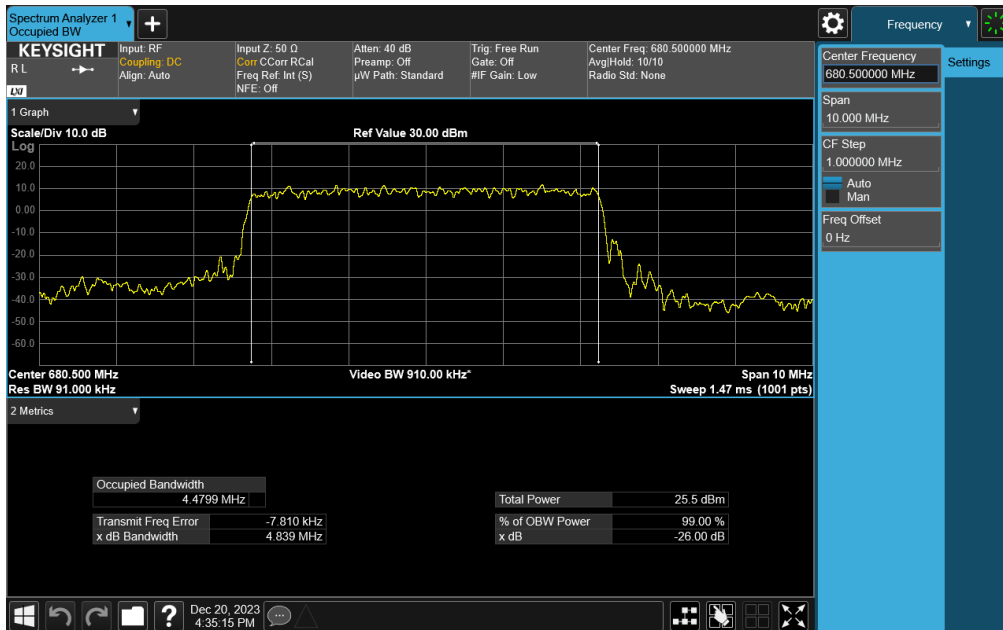 Spectrum Analyzer 1
Occupied BW
+
Frequency
KEYSIGHT
R L
LXI
Input: RF
Coupling: DC
Align: Auto
Input Z: 50 Ω
Corr CCorr RCal
Freq Ref: Int (S)
NFE: Off
Atten: 40 dB
Preamp: Off
µW Path: Standard
Trig: Free Run
Gate: Off
#IF Gain: Low
Center Freq: 680.500000 MHz
Avg|Hold: 10/10
Radio Std: None
Center Frequency
680.500000 MHz
Settings
Span
10.000 MHz
CF Step
1.000000 MHz
Auto
Man
Freq Offset
0 Hz
1 Graph
Scale/Div 10.0 dB
Ref Value 30.00 dBm
Log
20.0
10.0
0.00
-10.0
-20.0
-30.0
-40.0
-50.0
-60.0
Center 680.500 MHz
Video BW 910.00 kHz*
Span 10 MHz
Res BW 91.000 kHz
Sweep 1.47 ms (1001 pts)
2 Metrics
Occupied Bandwidth
4.4799 MHz
Total Power 25.5 dBm
Transmit Freq Error -7.810 kHz
% of OBW Power 99.00 %
x dB Bandwidth 4.839 MHz
x dB -26.00 dB
?
Dec 20, 2023
4:35:15 PM